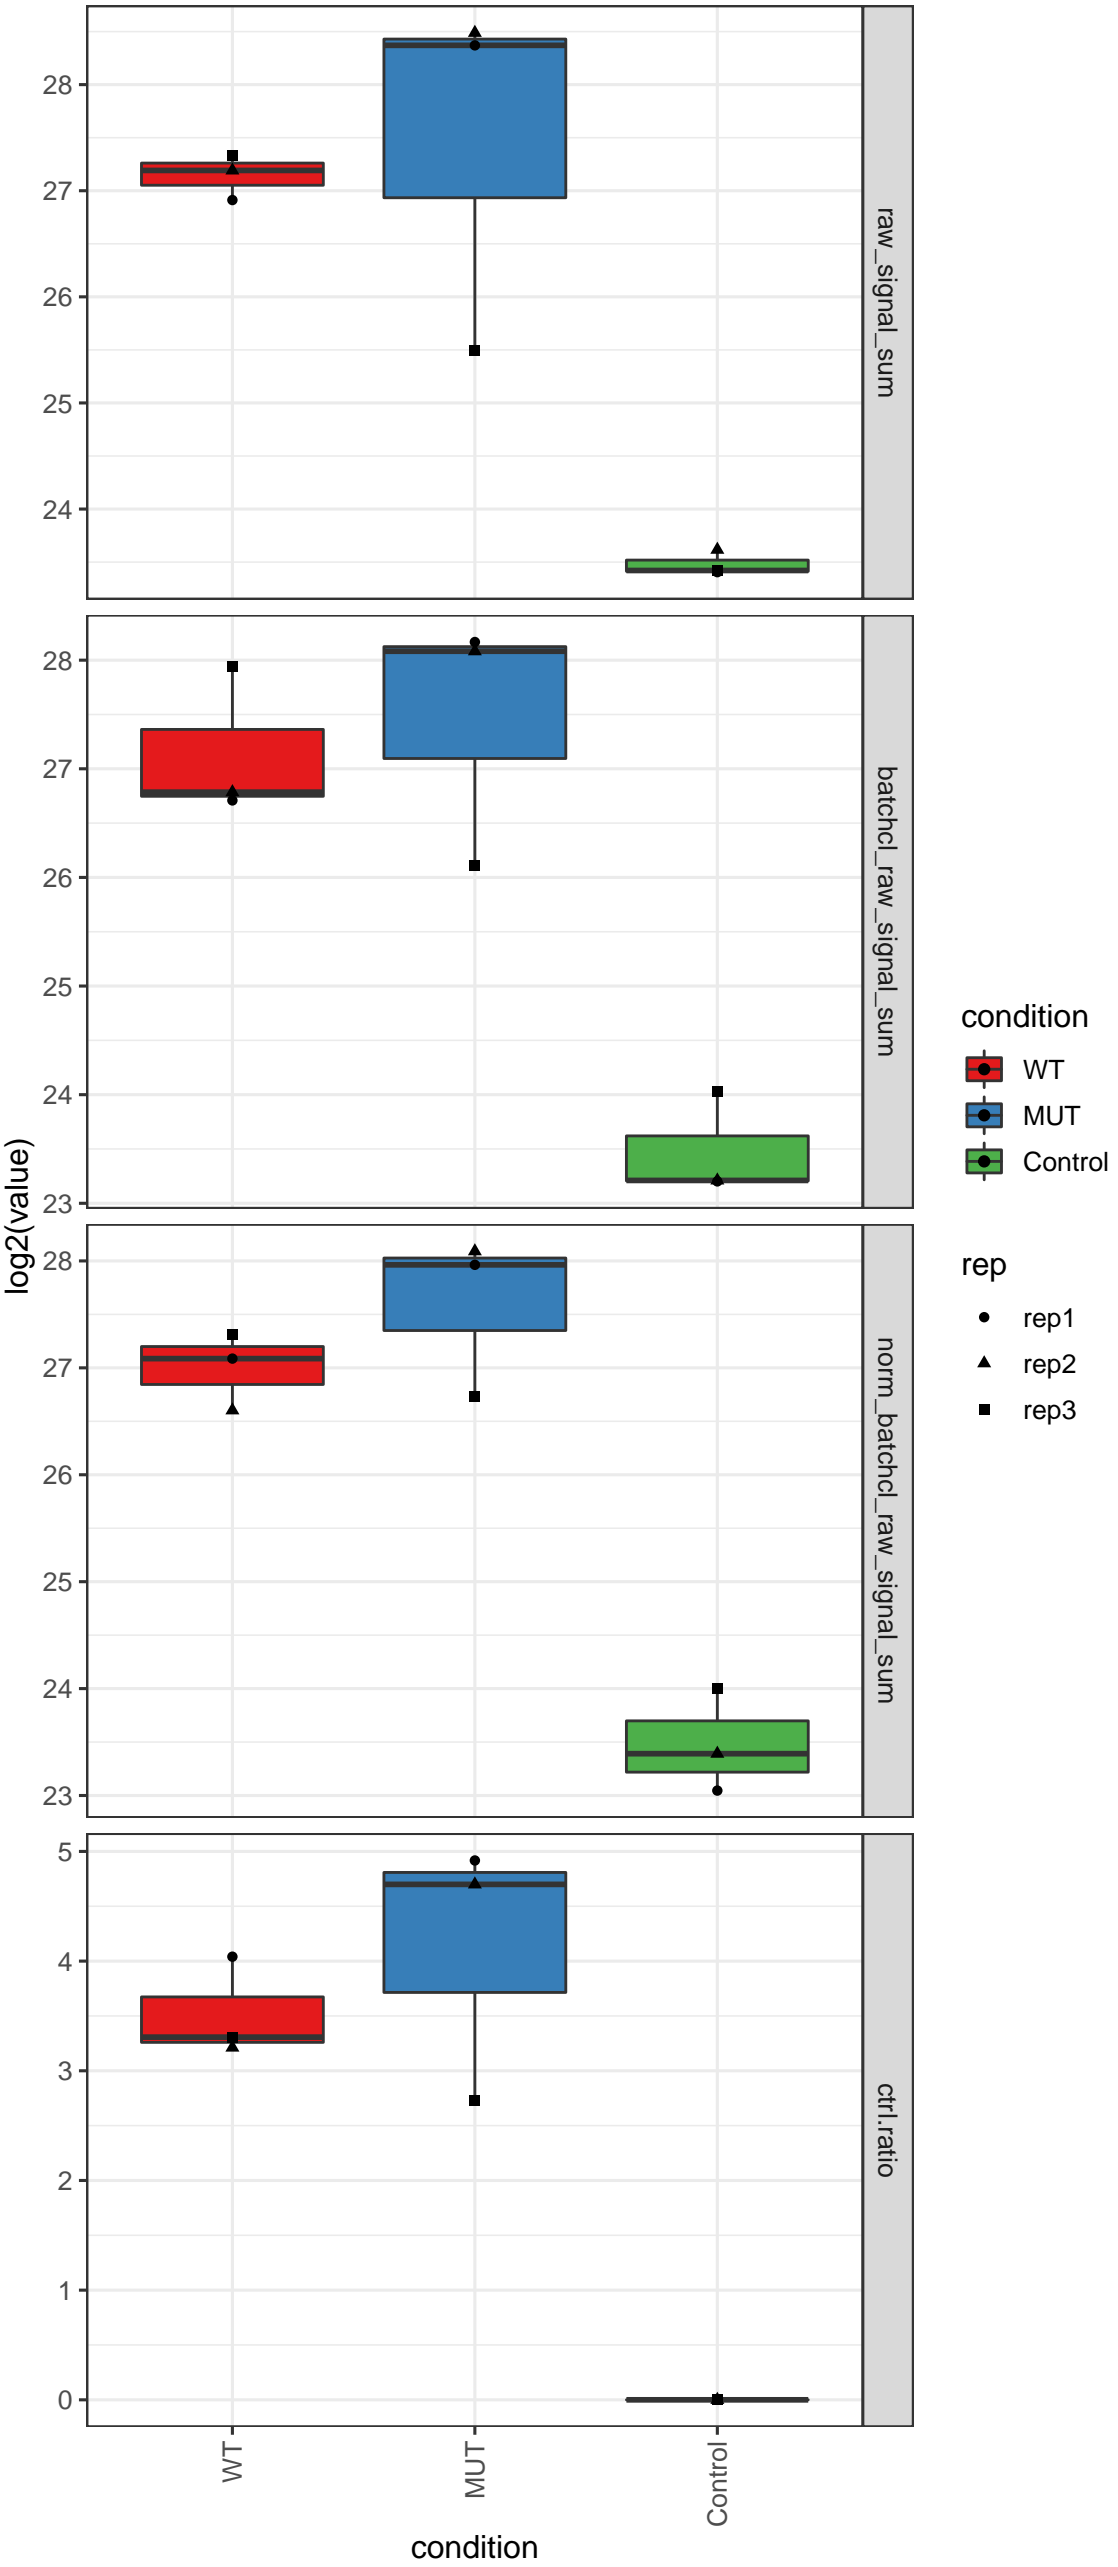 log2(value)
28
27
26
25
24
raw_signal_sum
28
27
26
25
24
23
batchcl_raw_signal_sum
28
27
26
25
24
23
norm_batchcl_raw_signal_sum
5
4
3
2
1
0
ctrl.ratio
WT
MUT
Control
condition
condition
WT
MUT
Control
rep
rep1
rep2
rep3